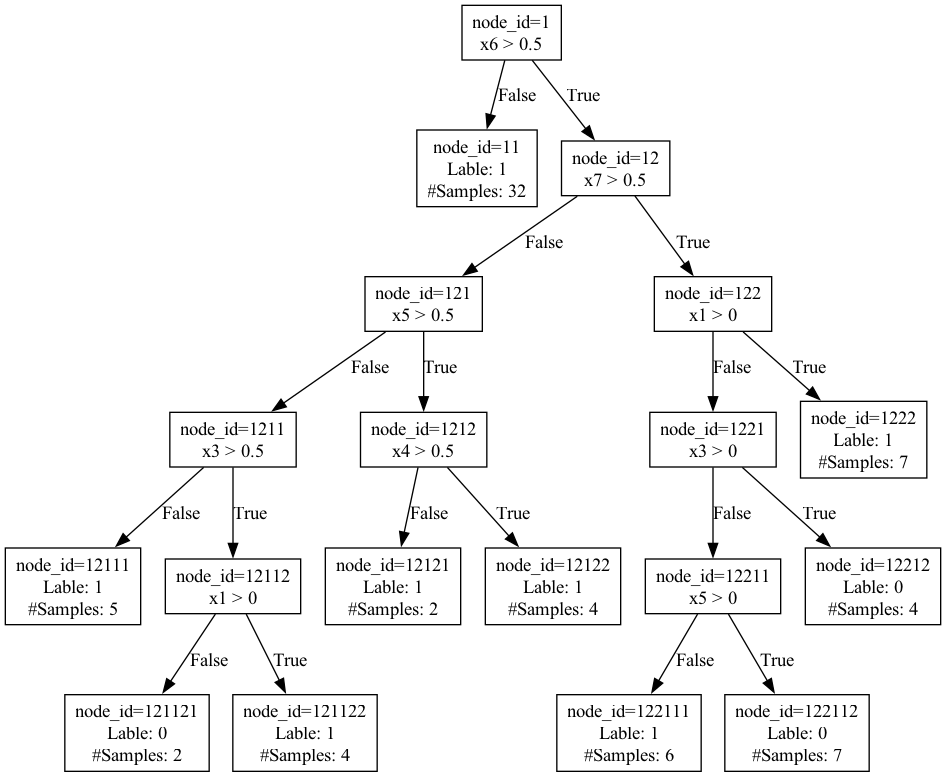 node_id=1
x6 > 0.5
False
True
node_id=11
Lable: 1
#Samples: 32
node_id=12
x7 > 0.5
False
True
node_id=121
x5 > 0.5
node_id=122
x1 > 0
False
True
False
True
node_id=1211
x3 > 0.5
node_id=1212
x4 > 0.5
node_id=1221
x3 > 0
node_id=1222
Lable: 1
#Samples: 7
False
True
False
True
False
True
node_id=12111
Lable: 1
#Samples: 5
node_id=12112
x1 > 0
node_id=12121
Lable: 1
#Samples: 2
node_id=12122
Lable: 1
#Samples: 4
node_id=12211
x5 > 0
node_id=12212
Lable: 0
#Samples: 4
False
True
False
True
node_id=121121
Lable: 0
#Samples: 2
node_id=121122
Lable: 1
#Samples: 4
node_id=122111
Lable: 1
#Samples: 6
node_id=122112
Lable: 0
#Samples: 7